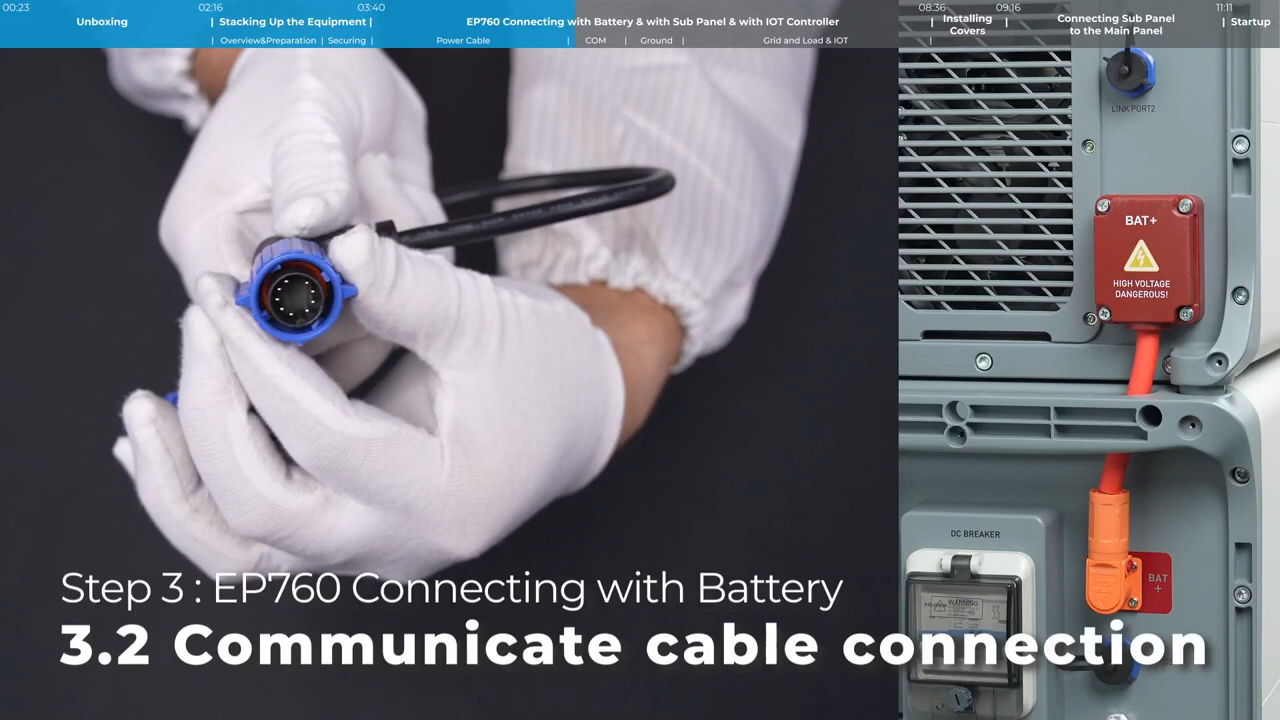 00:23
02:16
03:40
08:36
09:16
11:11
Unboxing
| Stacking Up the Equipment |
EP760 Connecting with Battery & with Sub Panel & with IOT Controller
| Installing Covers |
Connecting Sub Panel
to the Main Panel
| Startup
| Overview&Preparation | Securing |
Power Cable
| COM | Ground |
Grid and Load & IOT |
LINK PORT2
BAT+
HIGH VOLTAGE
DANGEROUS!
DC BREAKER
WARNING
BAT
+
Step 3 : EP760 Connecting with Battery
3.2 Communicate cable connection